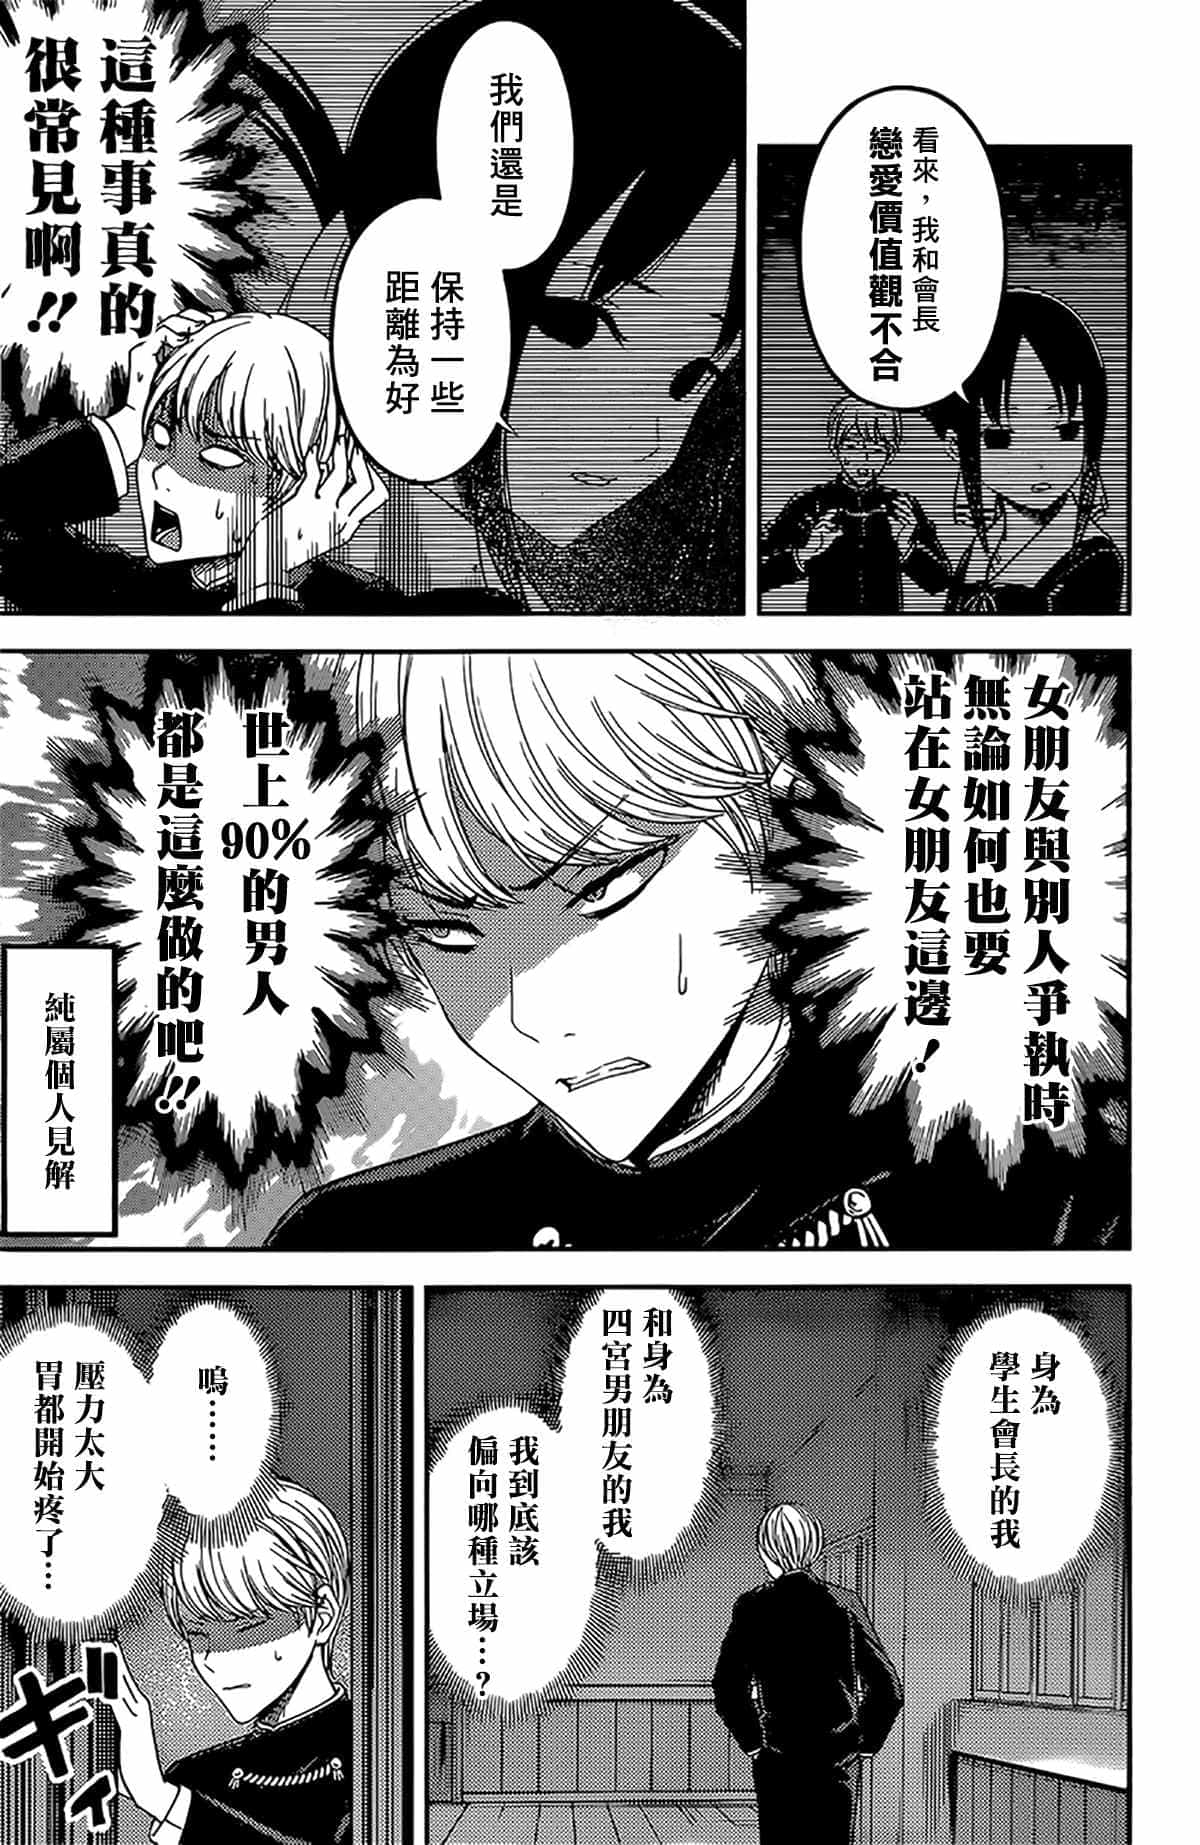 看來，我和會長
戀愛價值觀不合
我們還是
保持一些
距離為好
這種事真的
很常見啊!!
女朋友與別人爭執時
無論如何也要
站在女朋友這邊!
世上
90%的男人
都是這麼做的吧!!
純屬個人見解
身為
學生會長的我
和身為
四宮男朋友的我
我到底該
偏向哪種立場…?
嗚……
壓力太大
胃都開始疼了…
ギィ